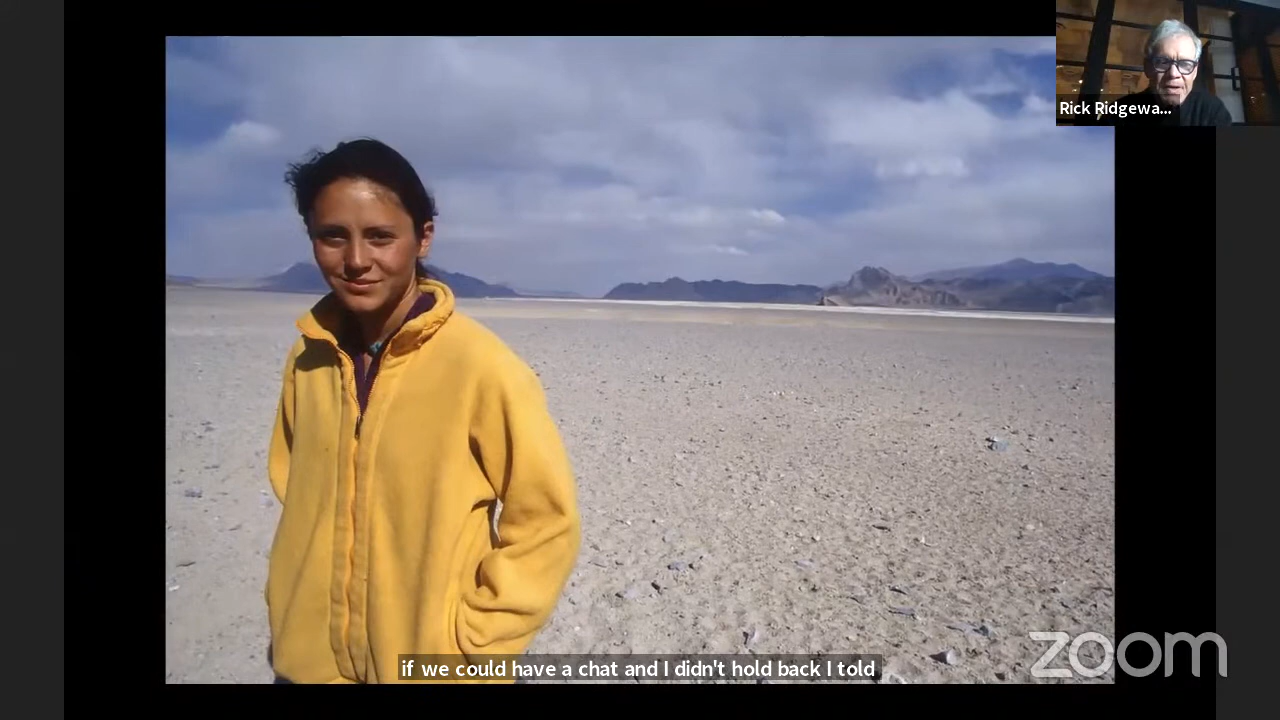 Rick Ridgewa...
if we could have a chat and I didn't hold back I told
zoom